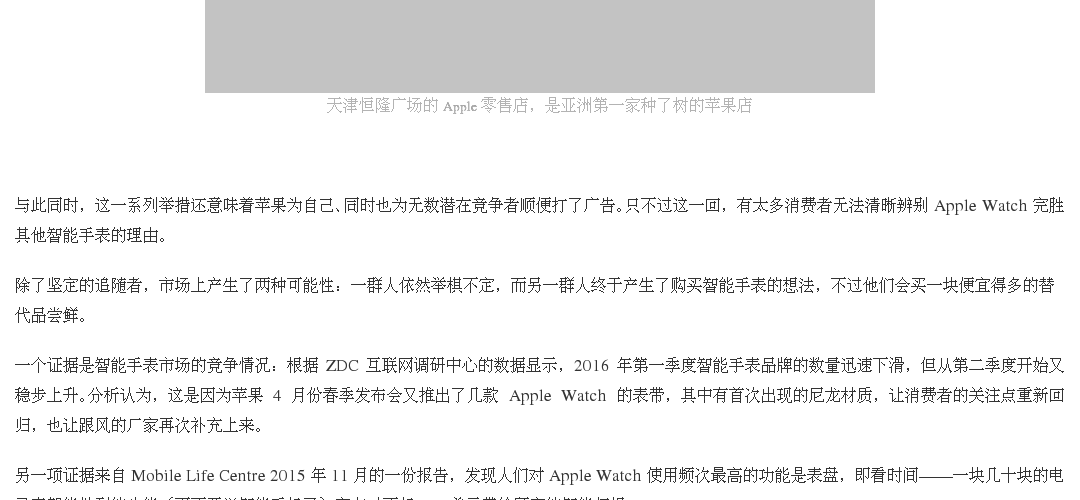 天津恒隆广场的 Apple 零售店，是亚洲第一家种了树的苹果店
与此同时，这一系列举措还意味着苹果为自己、同时也为无数潜在竞争者顺便打了广告。只不过这一回，有太多消费者无法清晰辨别 Apple Watch 完胜
其他智能手表的理由。
除了坚定的追随者，市场上产生了两种可能性：一群人依然举棋不定，而另一群人终于产生了购买智能手表的想法，不过他们会买一块便宜得多的替
代品尝鲜。
一个证据是智能手表市场的竞争情况：根据 ZDC 互联网调研中心的数据显示，2016 年第一季度智能手表品牌的数量迅速下滑，但从第二季度开始又
稳步上升。分析认为，这是因为苹果 4 月份春季发布会又推出了几款 Apple Watch 的表带，其中有首次出现的尼龙材质，让消费者的关注点重新回
归，也让跟风的厂家再次补充上来。
另一项证据来自 Mobile Life Centre 2015 年 11 月的一份报告，发现人们对 Apple Watch 使用频次最高的功能是表盘，即看时间——一块几十块的电